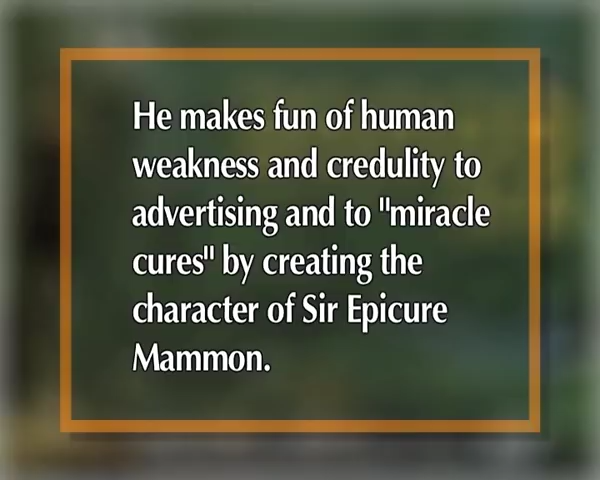 He makes fun of human
weakness and credulity to
advertising and to "miracle
cures" by creating the
character of Sir Epicure
Mammon.